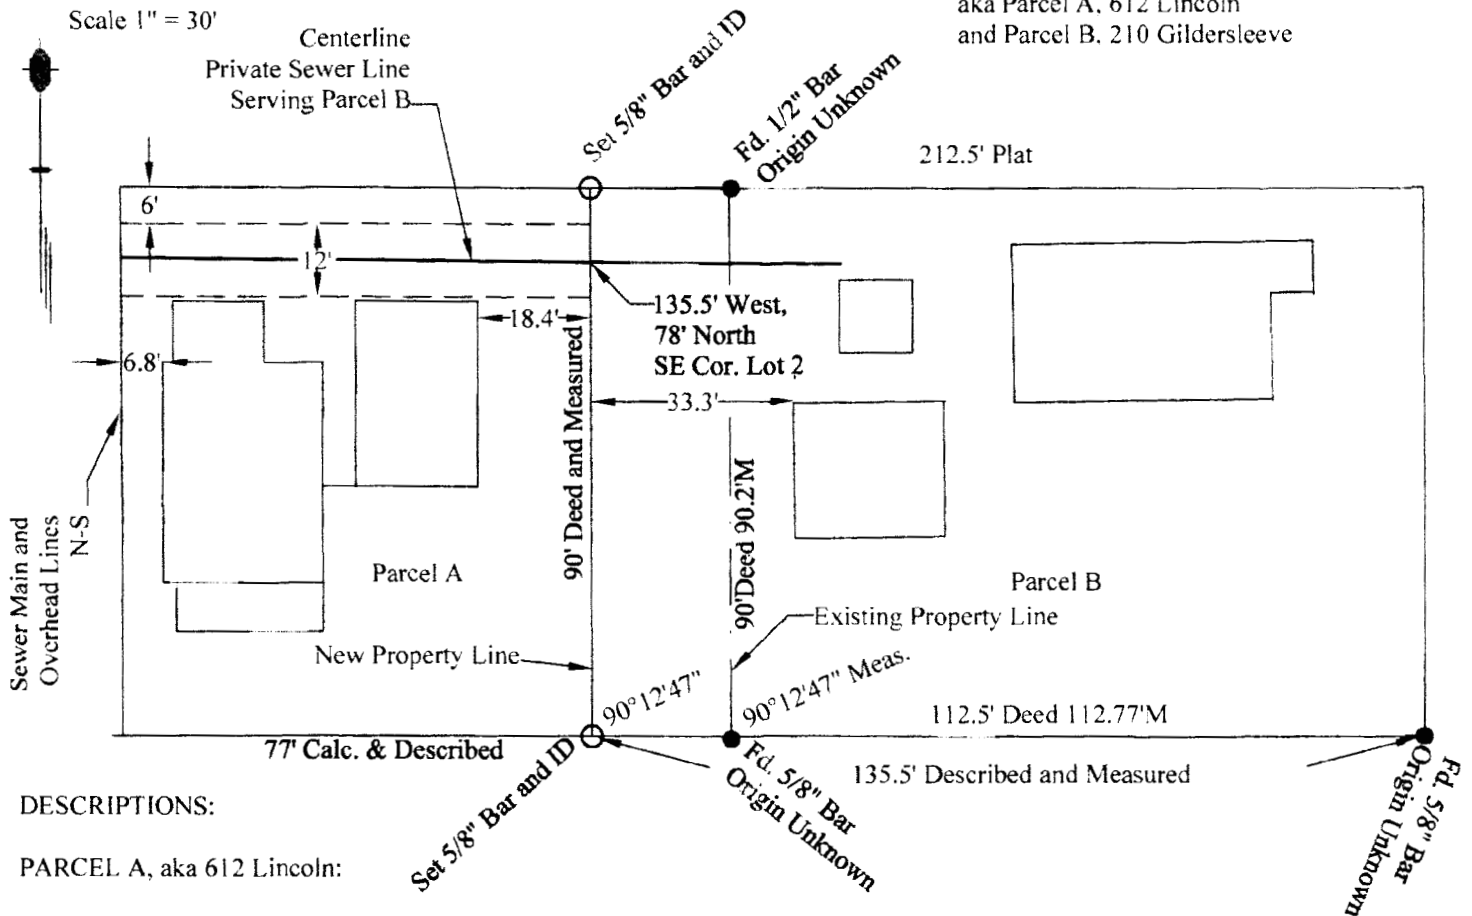 Scale 1" = 30'
aka Parcel A, 612 Lincoln
and Parcel B, 210 Gildersleeve
Centerline
Private Sewer Line
Serving Parcel B
Set 5/8" Bar and ID
Fd. 1/2" Bar
Origin Unknown
212.5' Plat
6'
12'
18.4'
6.8'
135.5' West,
78' North
SE Cor. Lot 2
33.3'
90' Deed and Measured
90'Deed 90.2'M
Sewer Main and
Overhead Lines
N-S
Parcel A
Parcel B
Existing Property Line
New Property Line
90°12'47"
90°12'47" Meas.
112.5' Deed 112.77'M
77' Calc. & Described
135.5' Described and Measured
Set 5/8" Bar and ID
Fd. 5/8" Bar
Origin Unknown
Fd. 5/8" Bar
Origin Unknown
DESCRIPTIONS:
PARCEL A, aka 612 Lincoln: